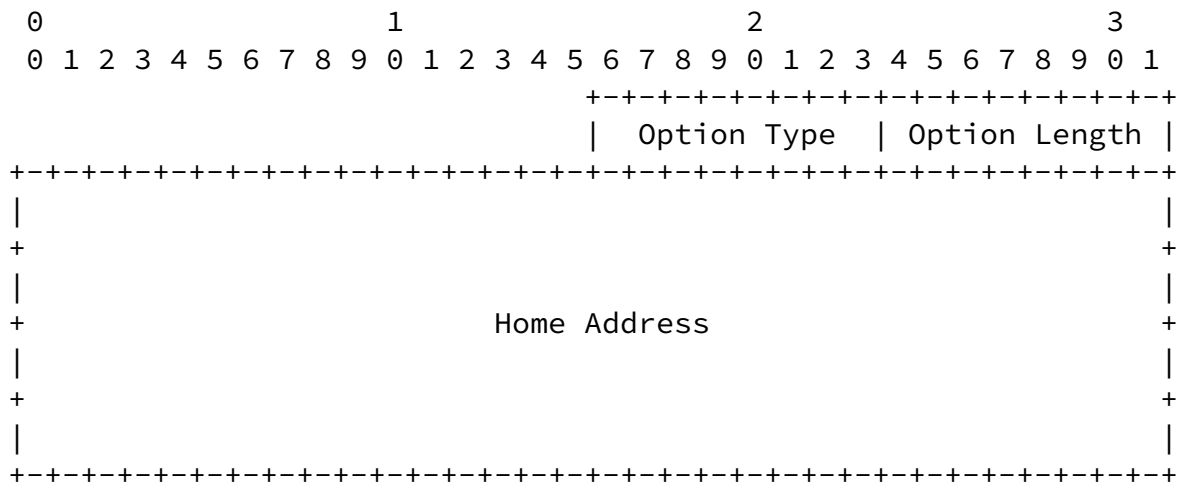 0                   1                   2                   3
 0 1 2 3 4 5 6 7 8 9 0 1 2 3 4 5 6 7 8 9 0 1 2 3 4 5 6 7 8 9 0 1
                                +-+-+-+-+-+-+-+-+-+-+-+-+-+-+-+-+
                                |  Option Type  | Option Length |
+-+-+-+-+-+-+-+-+-+-+-+-+-+-+-+-+-+-+-+-+-+-+-+-+-+-+-+-+-+-+-+-+
|                                                               |
+                                                               +
|                                                               |
+                          Home Address                         +
|                                                               |
+                                                               +
|                                                               |
+-+-+-+-+-+-+-+-+-+-+-+-+-+-+-+-+-+-+-+-+-+-+-+-+-+-+-+-+-+-+-+-+